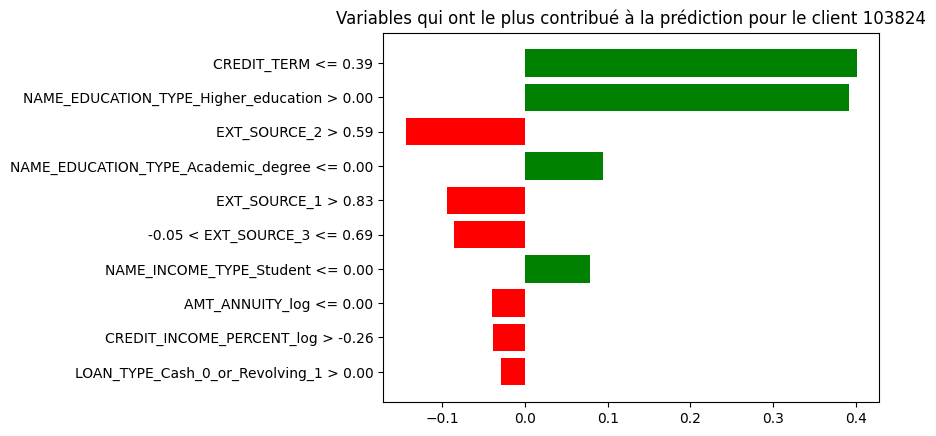 Variables qui ont le plus contribué à la prédiction pour le client 103824
CREDIT_TERM <= 0.39
NAME_EDUCATION_TYPE_Higher_education > 0.00
EXT_SOURCE_2 > 0.59
NAME_EDUCATION_TYPE_Academic_degree <= 0.00
EXT_SOURCE_1 > 0.83
-0.05 < EXT_SOURCE_3 <= 0.69
NAME_INCOME_TYPE_Student <= 0.00
AMT_ANNUITY_log <= 0.00
CREDIT_INCOME_PERCENT_log > -0.26
LOAN_TYPE_Cash_0_or_Revolving_1 > 0.00
−0.1 0.0 0.1 0.2 0.3 0.4